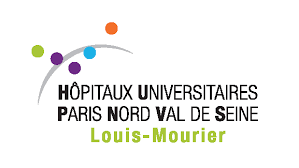 HÔPITAUX UNIVERSITAIRES
PARIS NORD VAL DE SEINE
Louis-Mourier